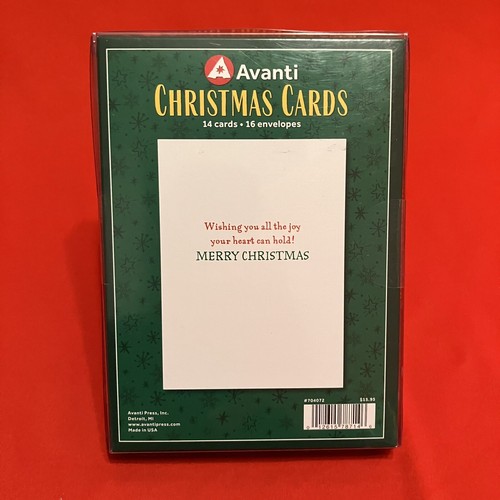 Avanti
CHRISTMAS CARDS
14 cards • 16 envelopes
Wishing you all the joy
your heart can hold!
MERRY CHRISTMAS
Avanti Press, Inc.
Detroit, MI
www.avantipress.com
Made in USA
#704072 $15.95